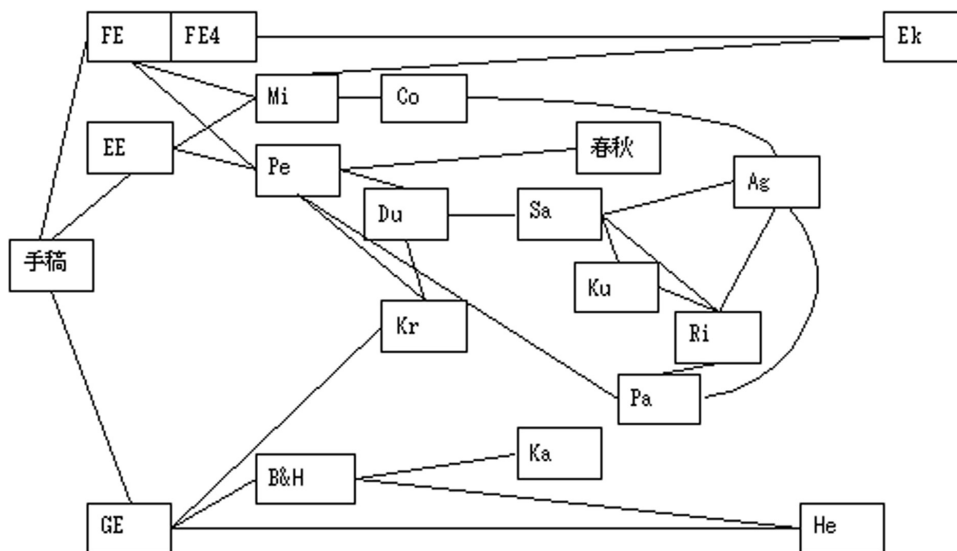 FE FE4 Ek
Mi Co
EE 春秋
Pe Ag
Du Sa
手稿 Ku
Kr Ri
Pa
B&H Ka
GE He